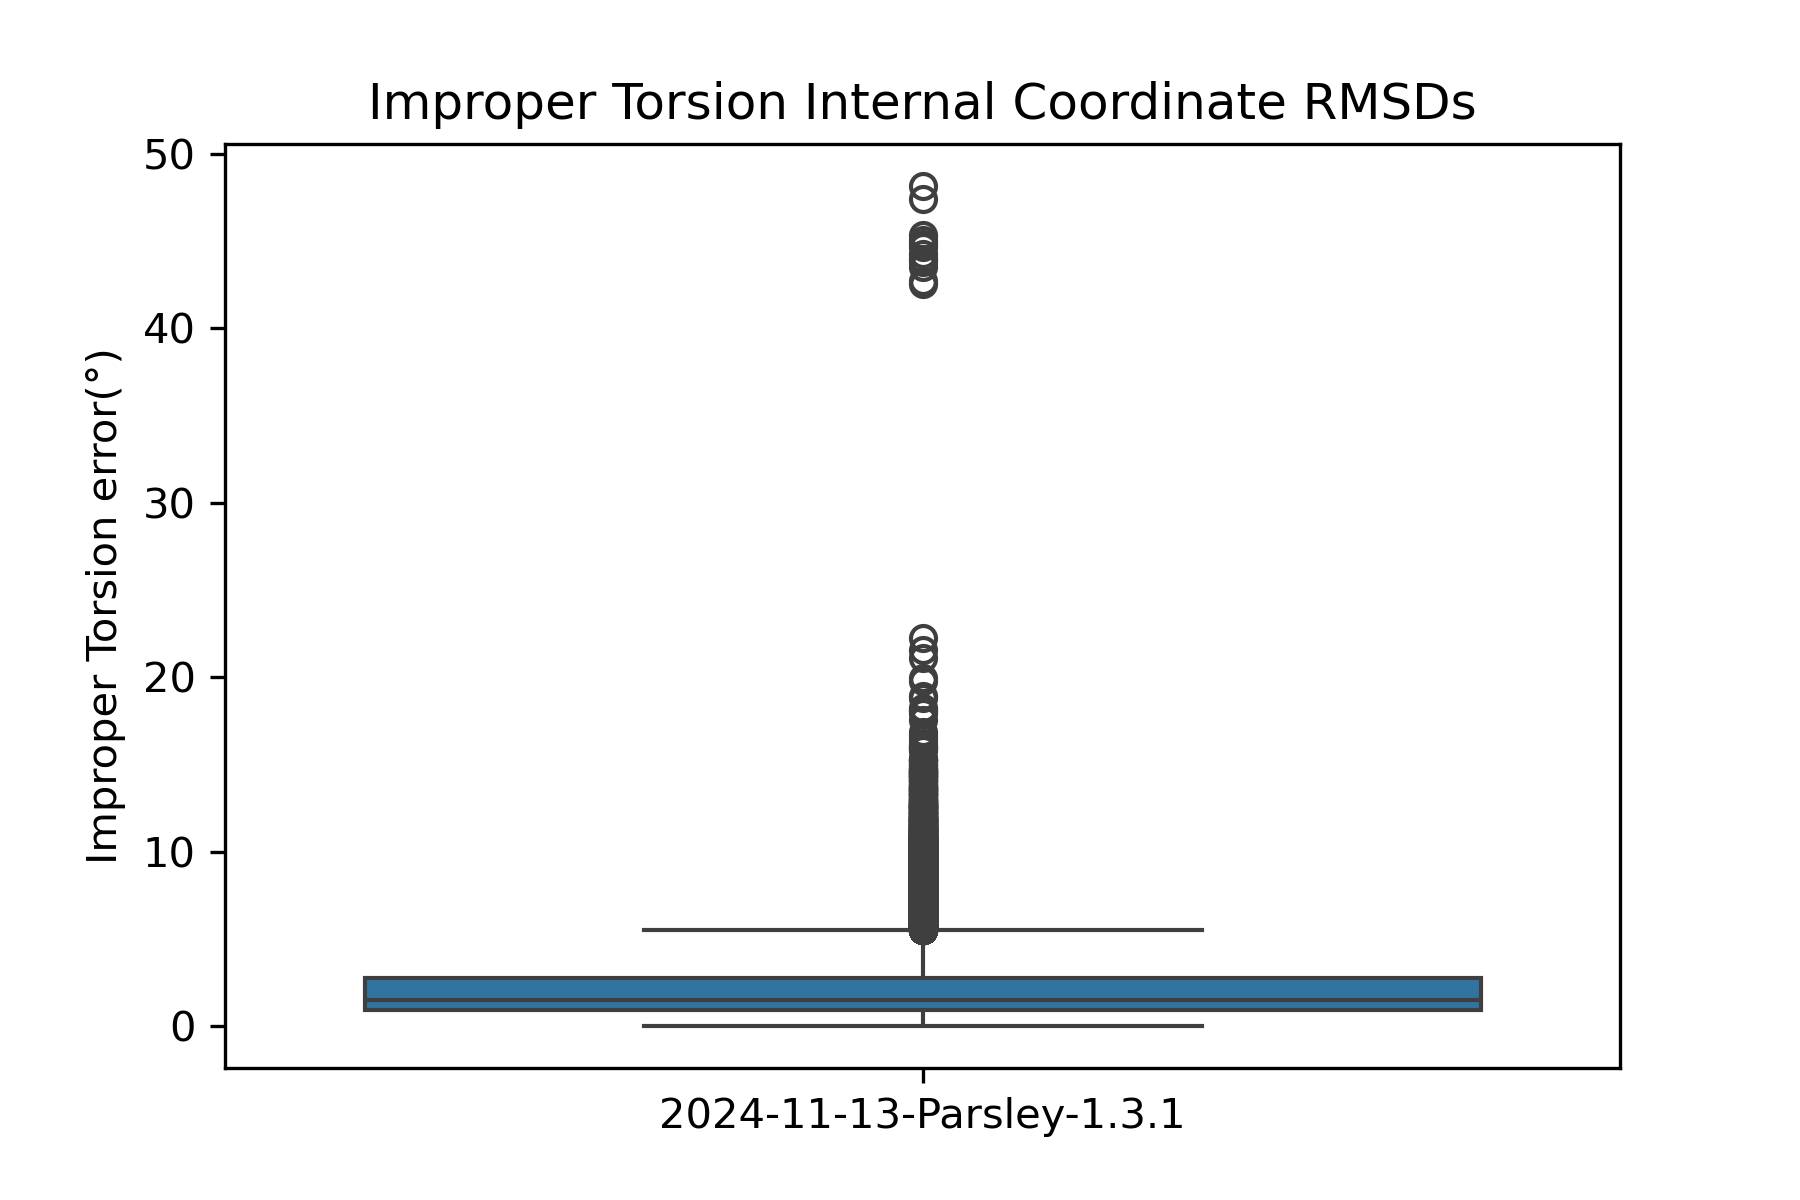 Improper Torsion Internal Coordinate RMSDs
50
40
30
20
10
0
Improper Torsion error(°)
2024-11-13-Parsley-1.3.1